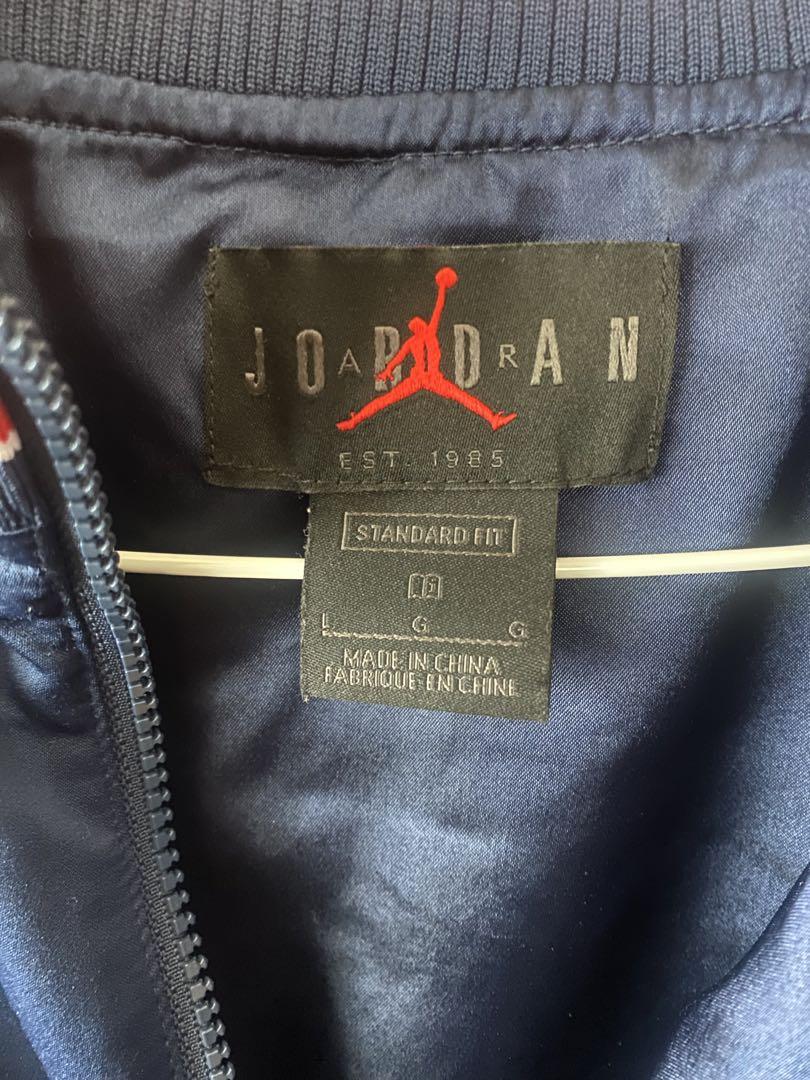 JORDAN
AIR
EST. 1985
STANDARD FIT
L G G
MADE IN CHINA
FABRIQUE EN CHINE